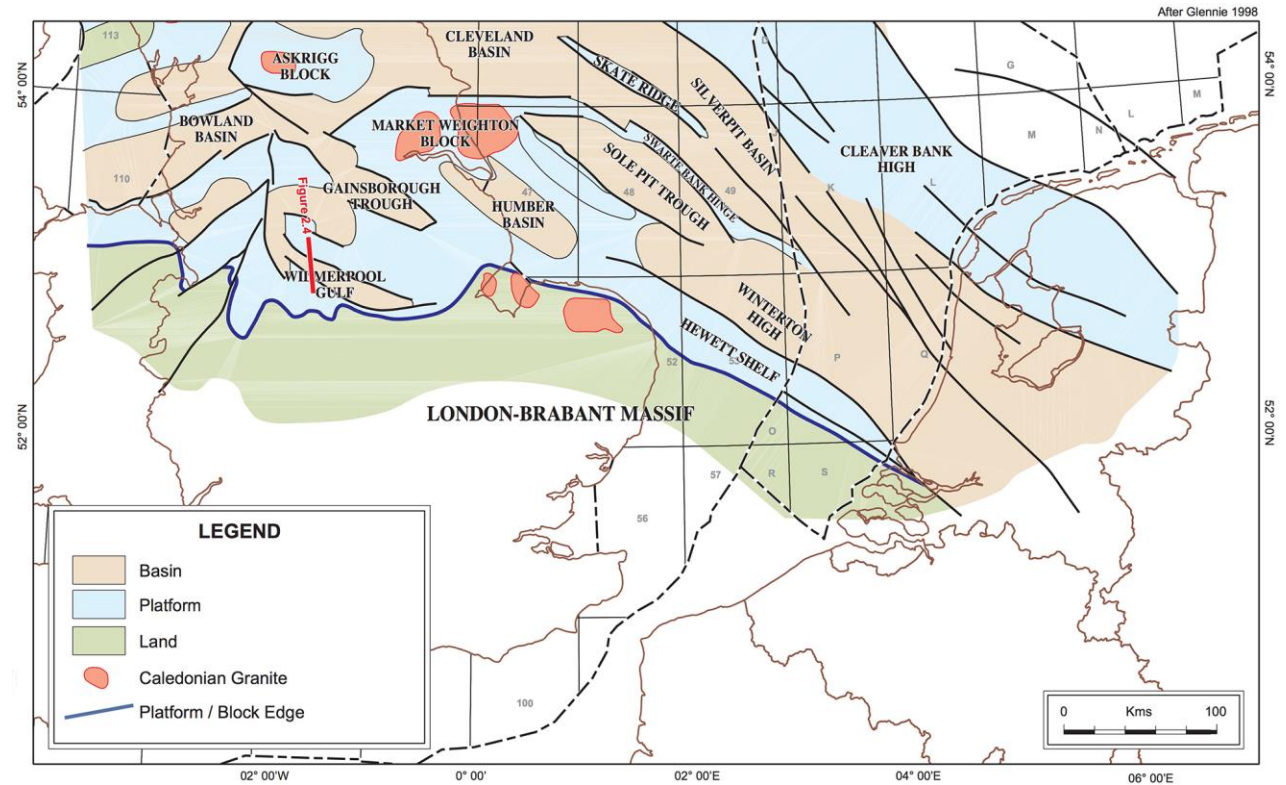 After Glennie 1998
113
CLEVELAND
BASIN
ASKRIGG
BLOCK
SKATE RIDGE
SILVERPIT BASIN
L
G
M
L
N
M
54° 00'N
54° 00'N
BOWLAND
BASIN
MARKET WEIGHTON
BLOCK
SWARTE BANK HINGE
SOLE PIT TROUGH
J
CLEAVER BANK
HIGH
110
GAINSBOROUGH
TROUGH
47
48
49
K
L
HUMBER
BASIN
Figure 2.4
WIDMERPOOL
GULF
WINTERTON
HIGH
HEWETT SHELF
52
53
P
Q
52° 00'N
52° 00'N
LONDON-BRABANT MASSIF
O
R
S
57
56
100
LEGEND
Basin
Platform
Land
Caledonian Granite
Platform / Block Edge
0 Kms 100
02° 00'W
0° 00'
02° 00'E
04° 00'E
06° 00'E